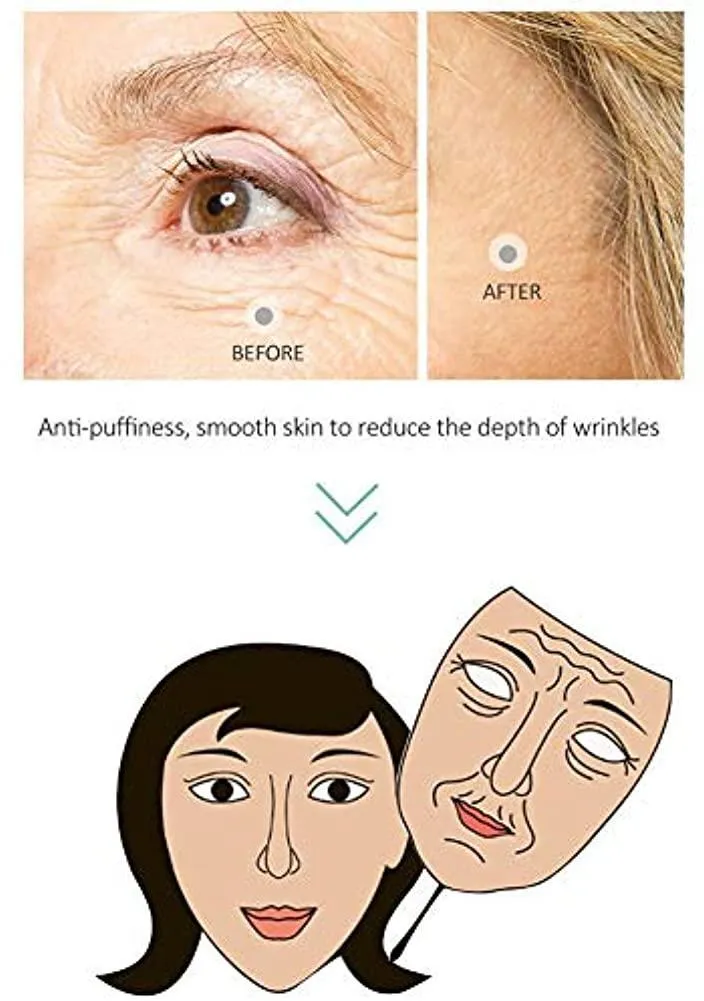 BEFORE
AFTER
Anti-puffiness, smooth skin to reduce the depth of wrinkles